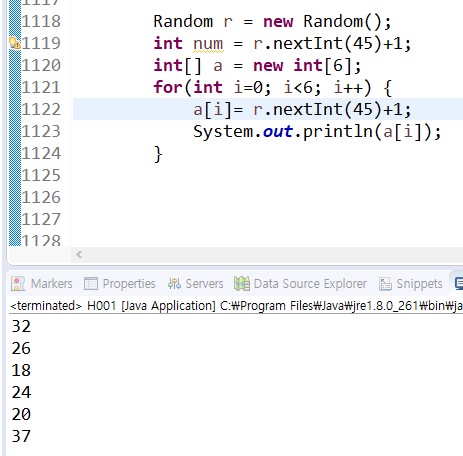 1117
1118 Random r = new Random();
1119 int num = r.nextInt(45)+1;
1120 int[] a = new int[6];
1121 for(int i=0; i<6; i++) {
1122 a[i]= r.nextInt(45)+1;
1123 System.out.println(a[i]);
1124 }
1125
1126
1127
1128
Markers Properties Servers Data Source Explorer Snippets
<terminated> H001 [Java Application] C:₩Program Files₩Java₩jre1.8.0_261₩bin₩ja
32
26
18
24
20
37